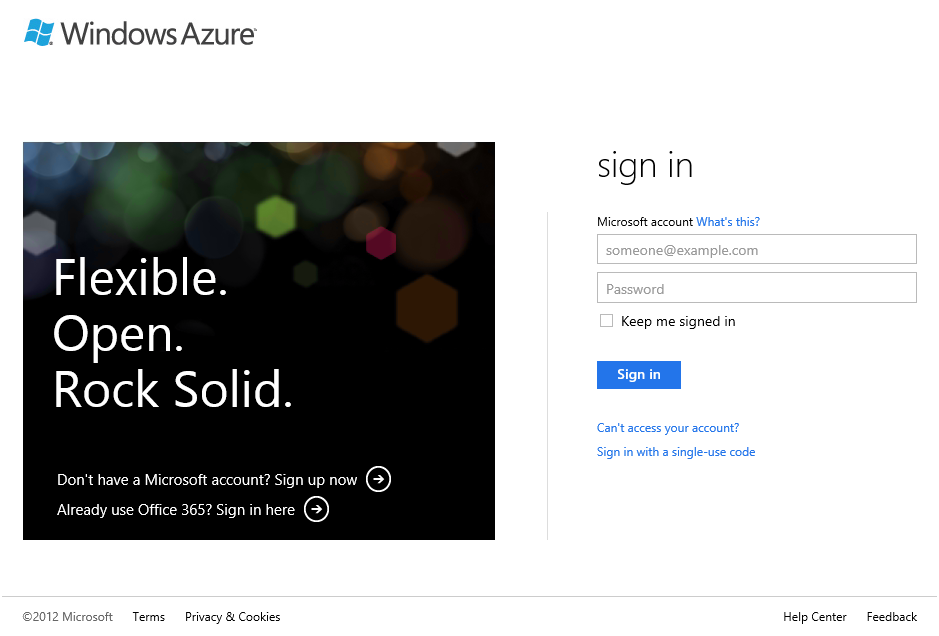 Windows Azure
Flexible.
Open.
Rock Solid.
Don't have a Microsoft account? Sign up now
Already use Office 365? Sign in here
sign in
Microsoft account What's this?
someone@example.com
Password
Keep me signed in
Sign in
Can't access your account?
Sign in with a single-use code
©2012 Microsoft Terms Privacy & Cookies Help Center Feedback